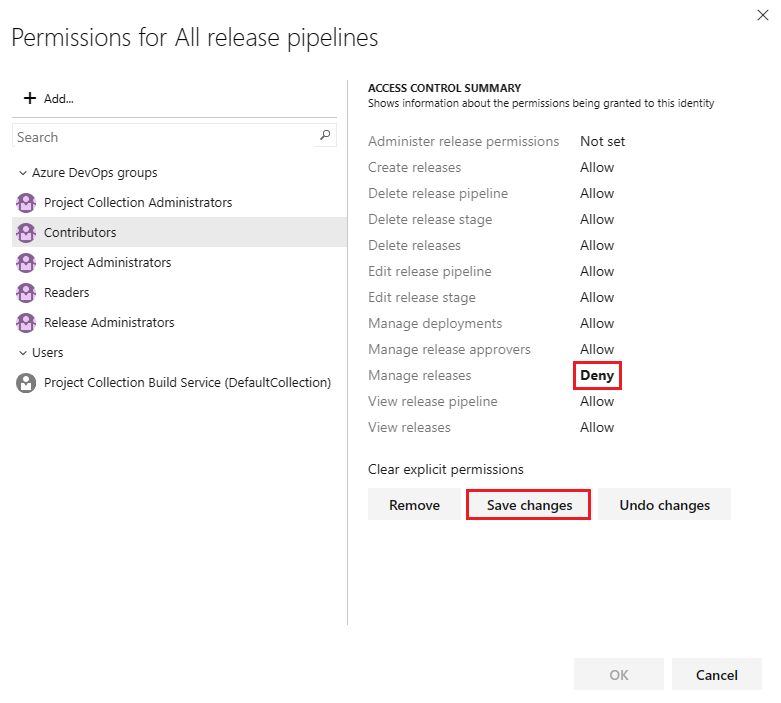 Permissions for All release pipelines
Add...
Search
Azure DevOps groups
Project Collection Administrators
Contributors
Project Administrators
Readers
Release Administrators
Users
Project Collection Build Service (DefaultCollection)
ACCESS CONTROL SUMMARY
Shows information about the permissions being granted to this identity
Administer release permissions Not set
Create releases Allow
Delete release pipeline Allow
Delete release stage Allow
Delete releases Allow
Edit release pipeline Allow
Edit release stage Allow
Manage deployments Allow
Manage release approvers Allow
Manage releases Deny
View release pipeline Allow
View releases Allow
Clear explicit permissions
Remove Save changes Undo changes
OK Cancel